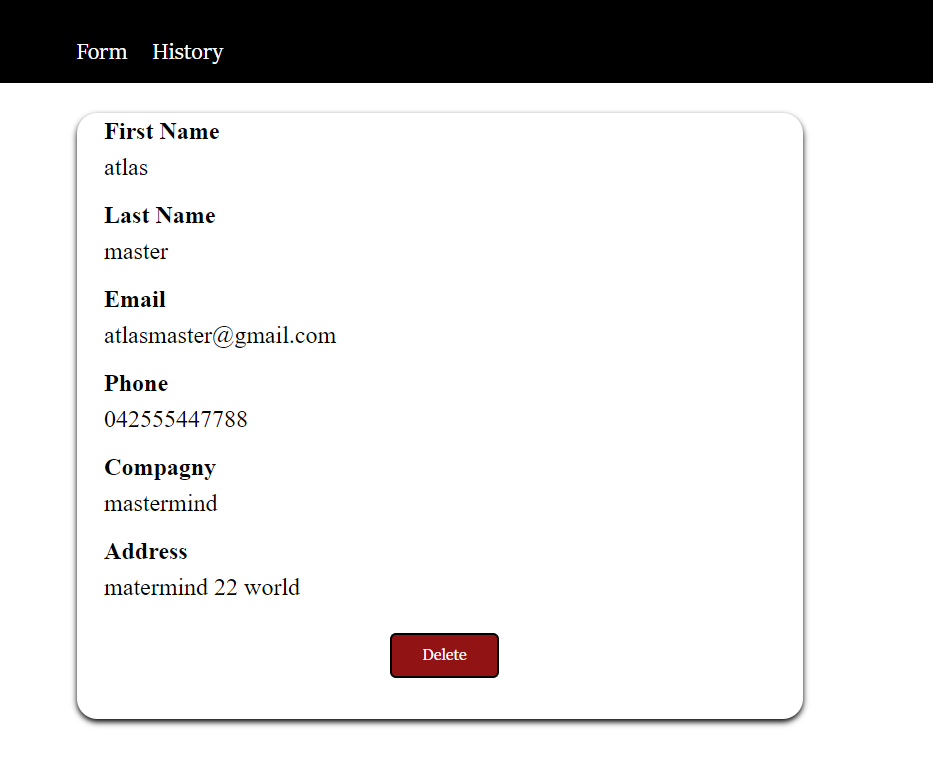 Form History
First Name
atlas
Last Name
master
Email
atlasmaster@gmail.com
Phone
042555447788
Compagny
mastermind
Address
matermind 22 world
Delete